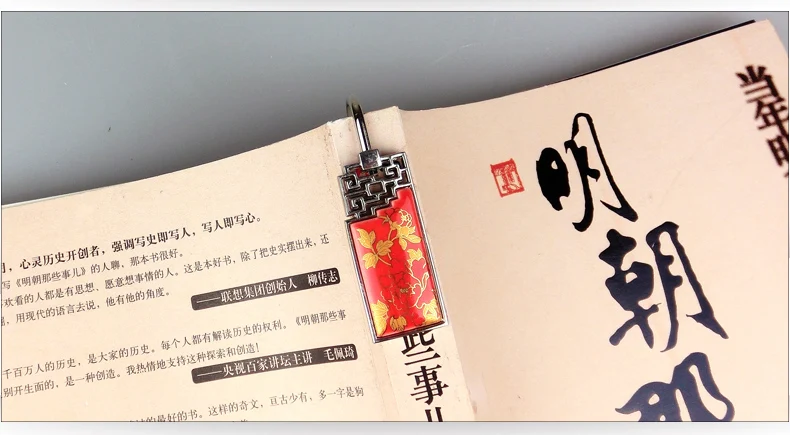 ，心灵历史开创者，强调写史即写人，写人即写心。
写《明朝那些事儿》的人聊，那本书很好。
欢看的人都是有思想、愿意想事情的人。这是本好书，除了把史实摆出来，还
，用现代的语言去说，他有他的角度。
——联想集团创始人 柳传志
千百万人的历史，是大家的历史。每个人都有解读历史的权利。《明朝那些事
别开生面的，是一种创造。我热情地支持这种探索和创造！
——央视百家讲坛主讲 毛佩琦
的最好的书。这样的奇文，亘古少有，多一字是狗
些事儿
明朝那
当年明